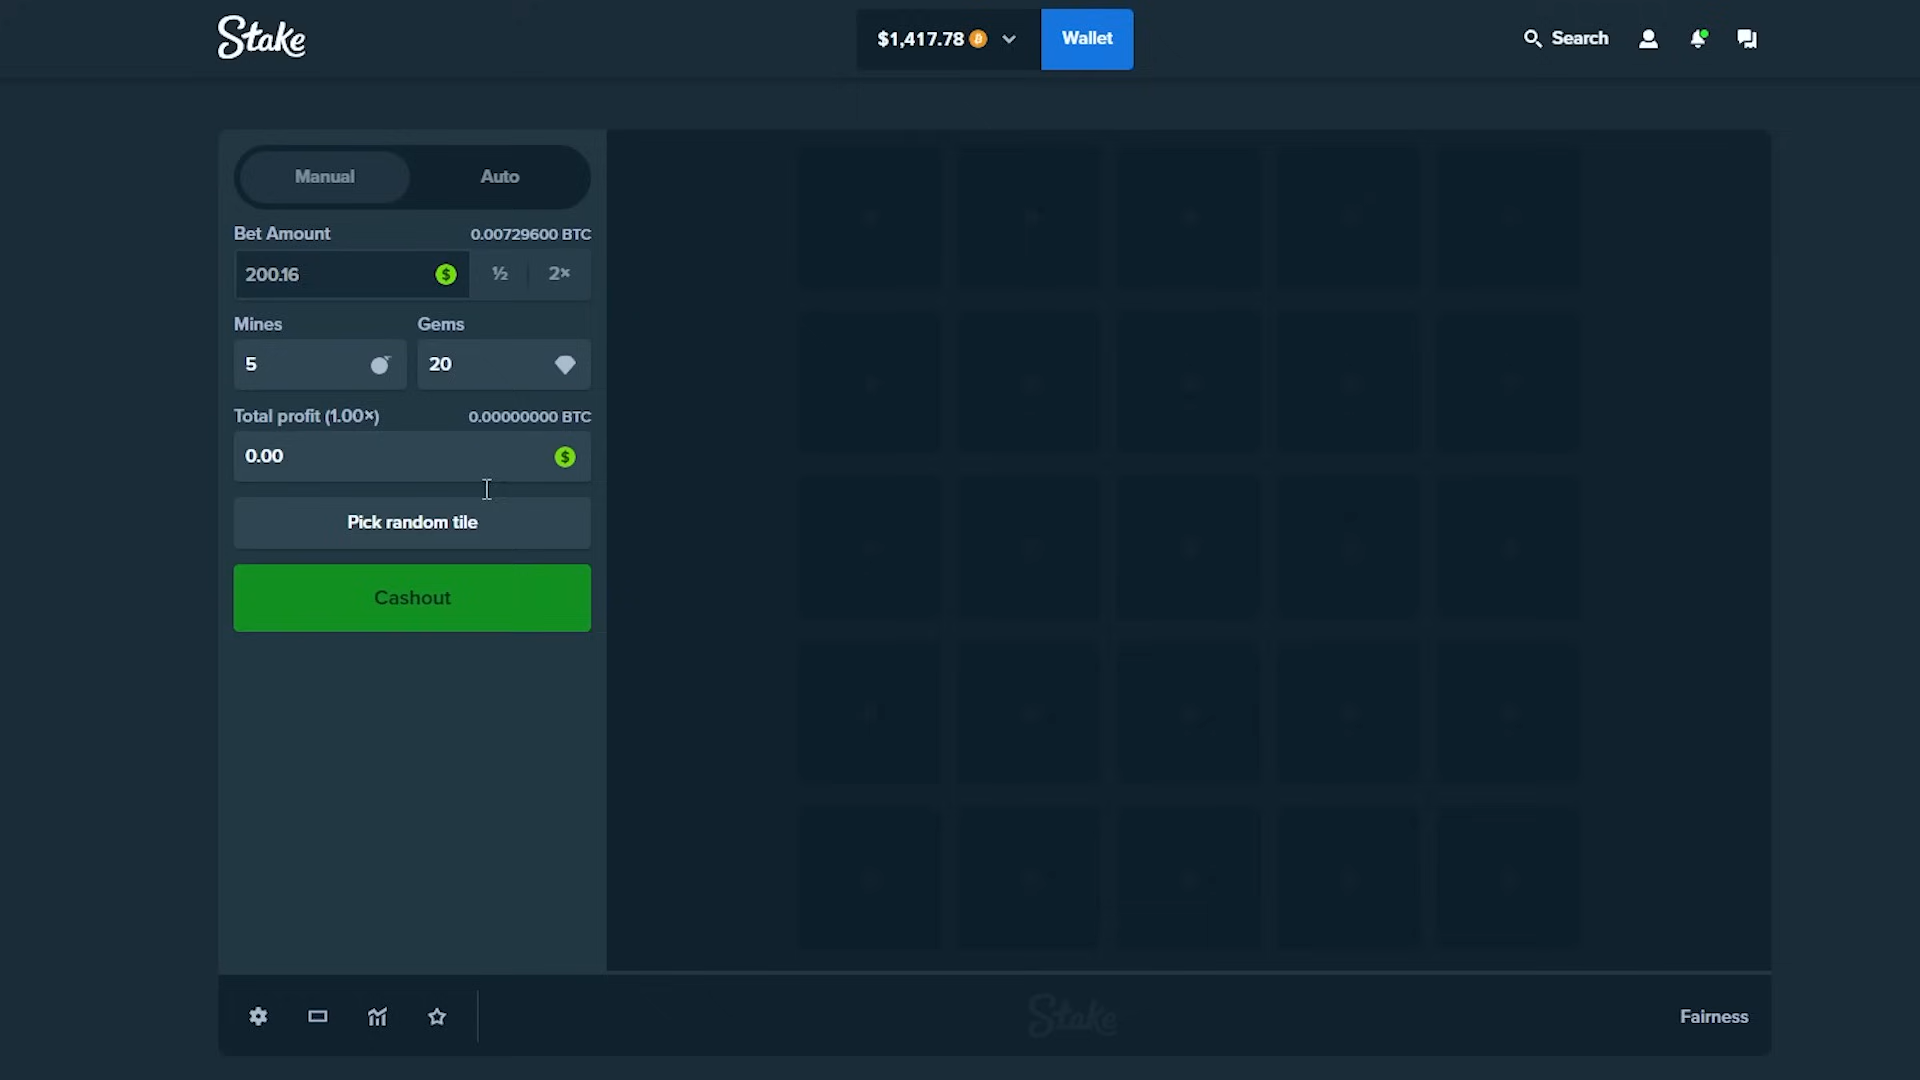 Stake
$1,417.78
Wallet
Search
Manual
Auto
Bet Amount
0.00729600 BTC
200.16
$
½
2×
Mines
Gems
5
20
Total profit (1.00×)
0.00000000 BTC
0.00
$
Pick random tile
Cashout
Stake
Fairness